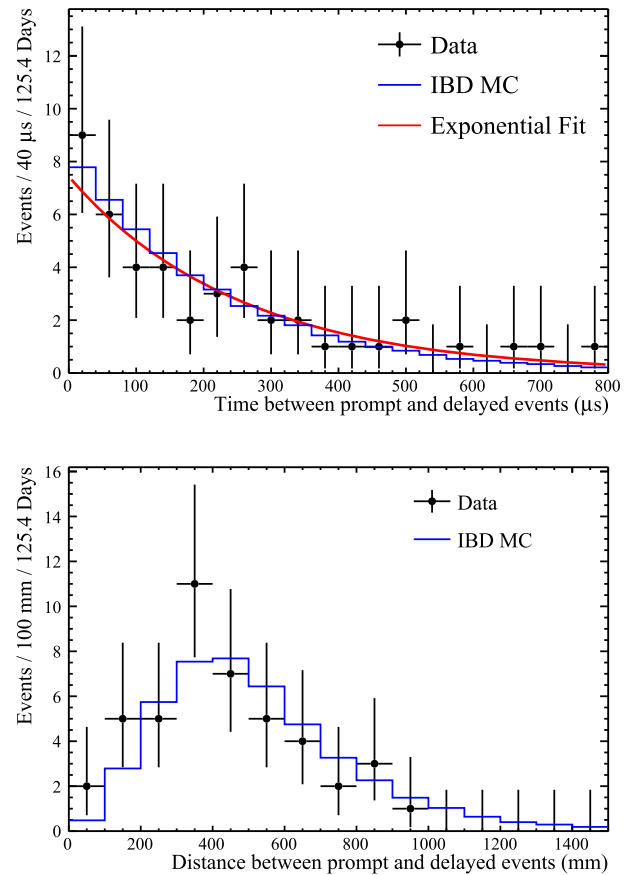 Events / 40 μs / 125.4 Days
12
10
8
6
4
2
0
Data
IBD MC
Exponential Fit
0 100 200 300 400 500 600 700 800
Time between prompt and delayed events (μs)
Events / 100 mm / 125.4 Days
16
14
12
10
8
6
4
2
0
Data
IBD MC
0 200 400 600 800 1000 1200 1400
Distance between prompt and delayed events (mm)